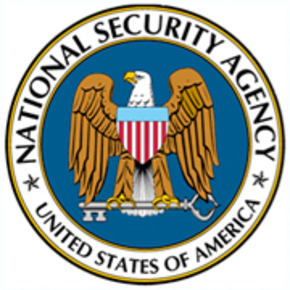 NATIONAL SECURITY AGENCY
UNITED STATES OF AMERICA